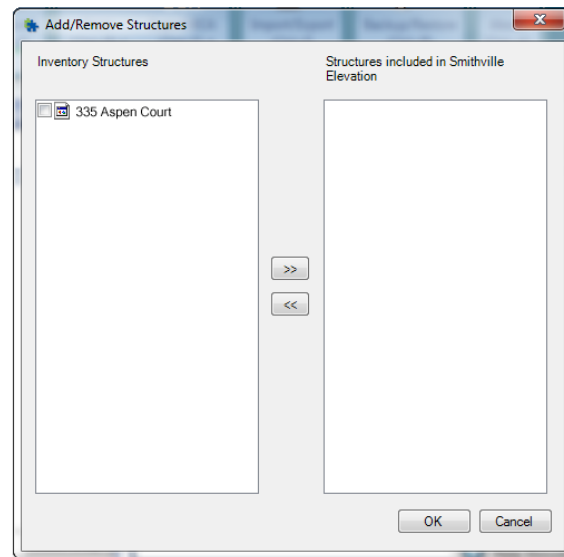 Add/Remove Structures
Inventory Structures
Structures included in Smithville
Elevation
335 Aspen Court
>>
<<
OK
Cancel